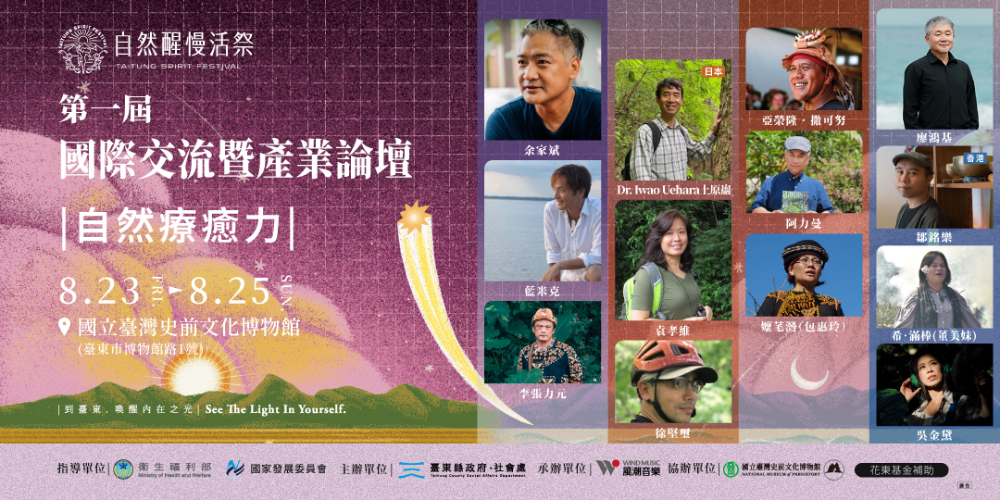 TAITUNG SPIRIT FESTIVAL
自然醒慢活祭
TAITUNG SPIRIT FESTIVAL
第一屆
國際交流暨產業論壇
|自然療癒力|
8.23 FRI. ► 8.25 SUN.
國立臺灣史前文化博物館
(臺東市博物館路1號)
|到臺東．喚醒內在之光| See The Light In Yourself.
余家斌
藍米克
李張力元
日本
Dr. Iwao Uehara上原巖
袁孝維
徐堅璽
亞榮隆・撒可努
阿力曼
嬤芼灣(包惠玲)
廖鴻基
香港
鄒銘樂
希・滿棒(董美妹)
吳金黛
指導單位|
衛生福利部
Ministry of Health and Welfare
國家發展委員會
主辦單位|
臺東縣政府・社會處
Taitung County Social Affairs Department
承辦單位|
WIND MUSIC
風潮音樂
協辦單位|
國立臺灣史前文化博物館
NATIONAL MUSEUM of PREHISTORY
花東基金補助
廣告